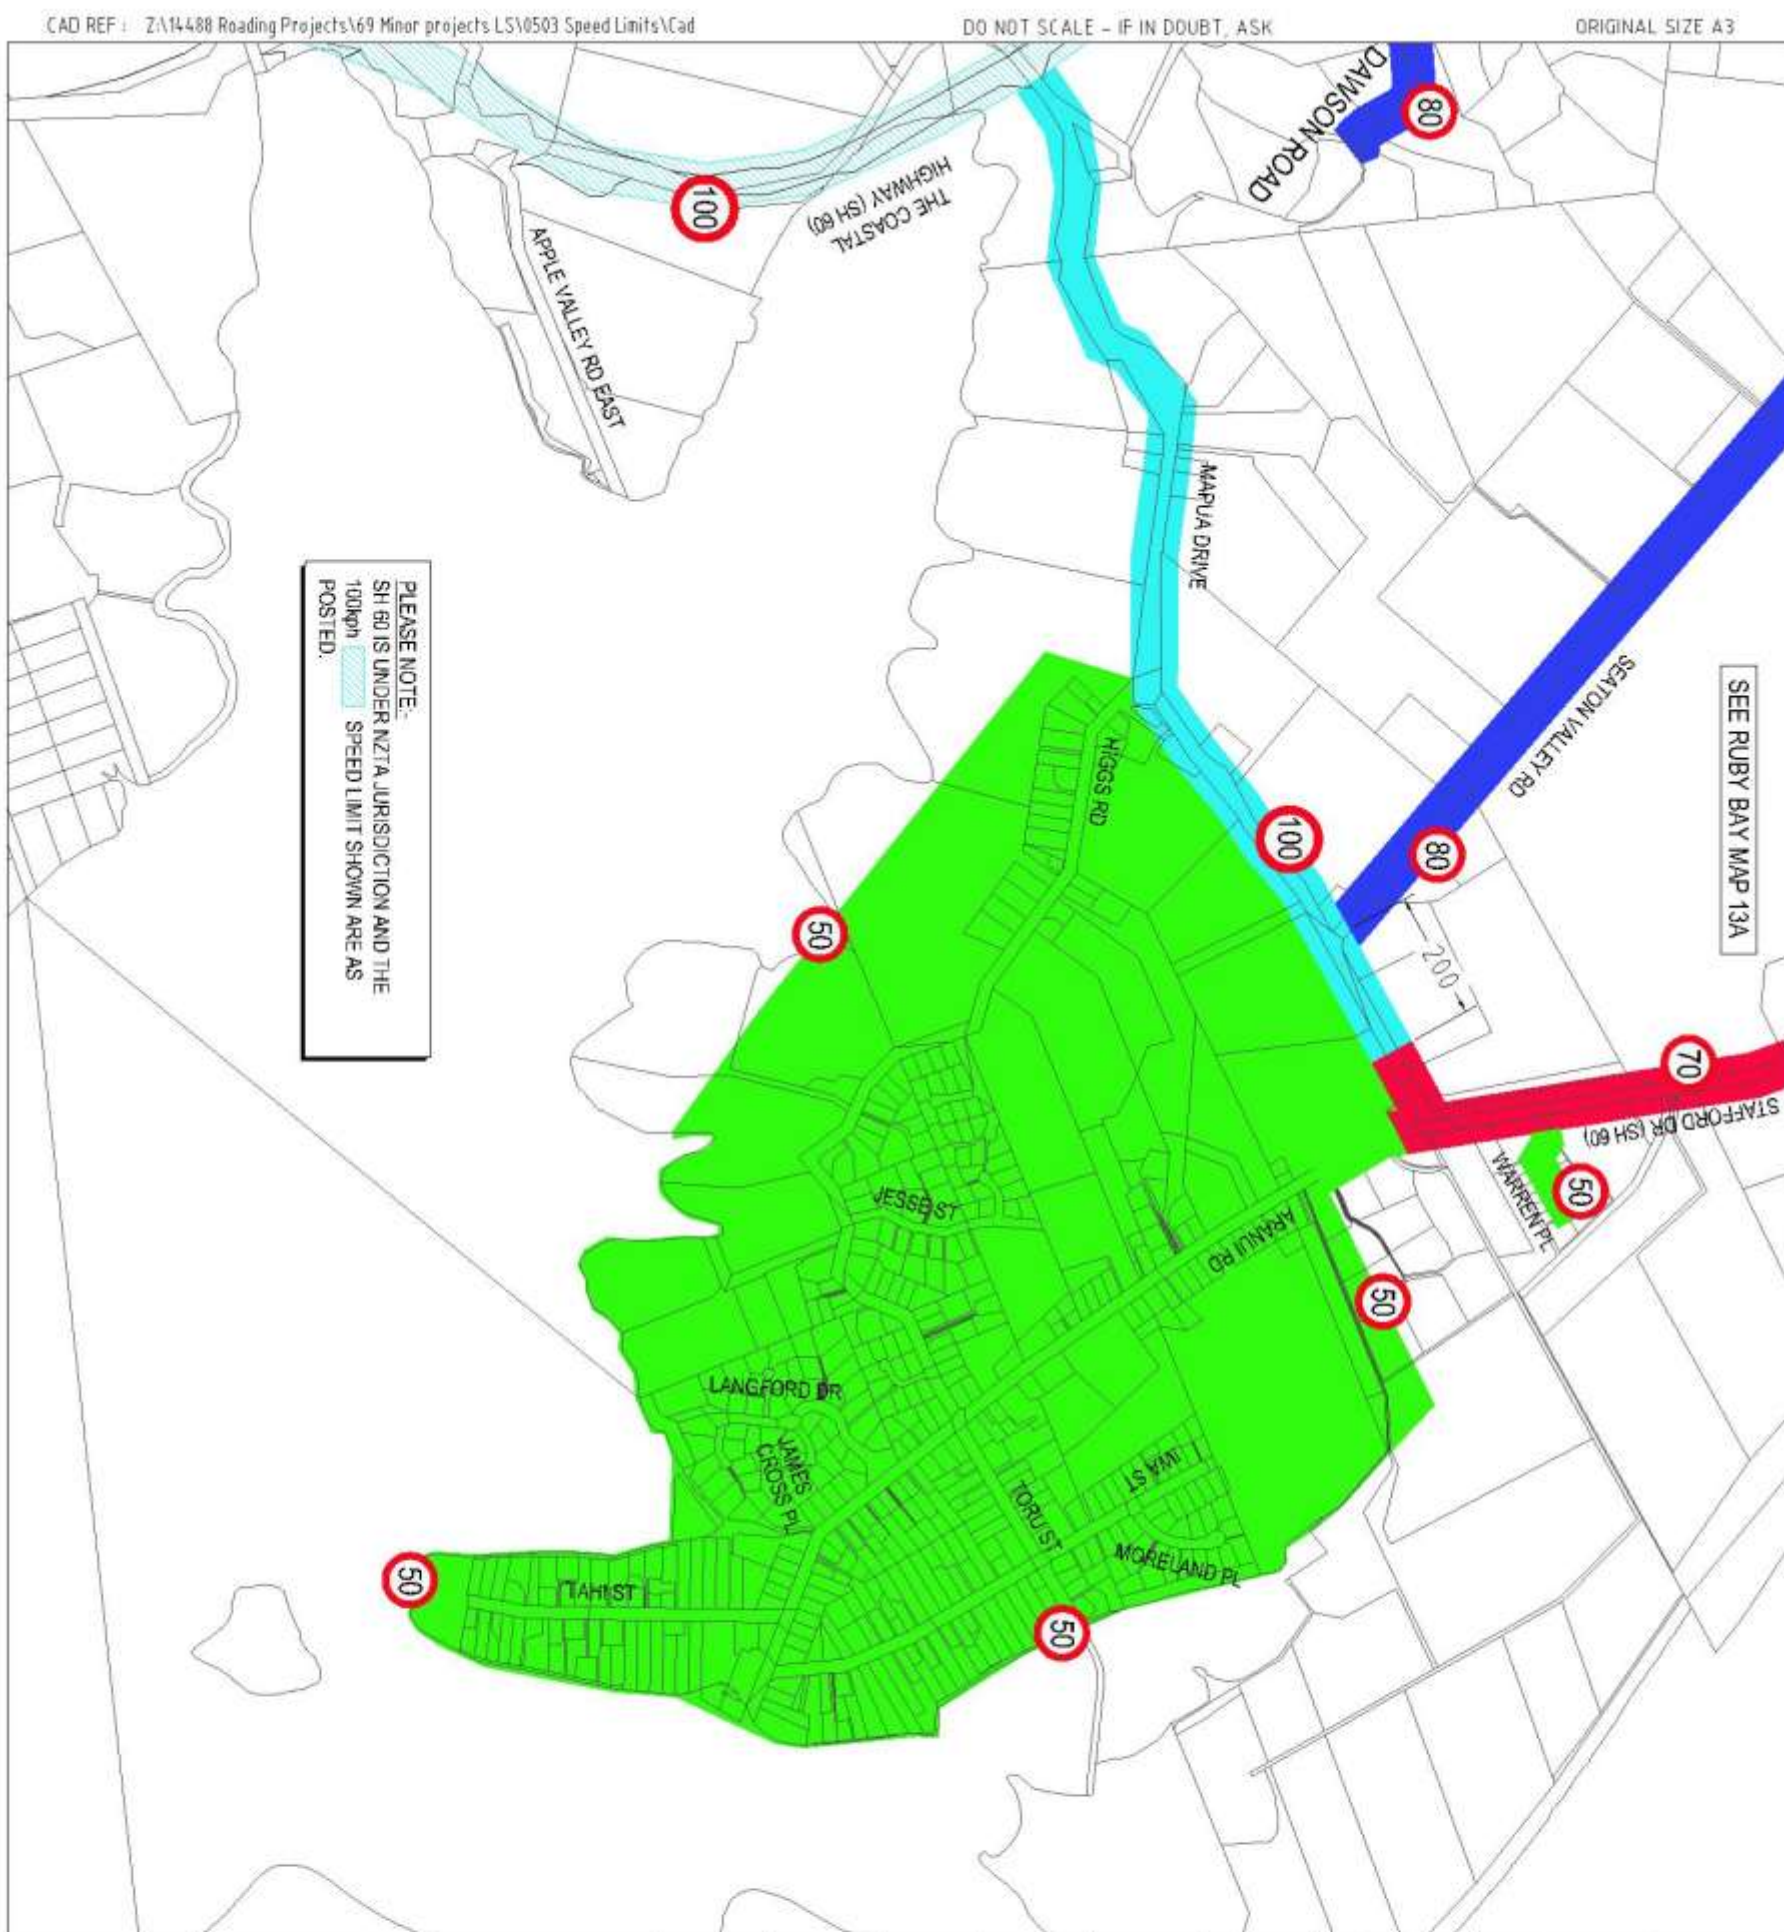 CAD REF : Z:\14488 Roading Projects\69 Minor projects LS\0503 Speed Limits\Cad
DO NOT SCALE - IF IN DOUBT, ASK
ORIGINAL SIZE A3
DAWSON ROAD
80
THE COASTAL
HIGHWAY (SH 60)
100
APPLE VALLEY RD EAST
MAPUA DRIVE
SEATON VALLEY RD
80
SEE RUBY BAY MAP 13A
PLEASE NOTE:-
SH 60 IS UNDER NZTA JURISDICTION AND THE
100kph SPEED LIMIT SHOWN ARE AS
POSTED.
HIGGS RD
100
200
50
70
STAFFORD DR (SH 60)
WARREN PL
50
JESSE ST
ARANUI RD
50
LANGFORD DR
JAMES
CROSS PL
IWA ST
TORU ST
MORELAND PL
TAHI ST
50
50